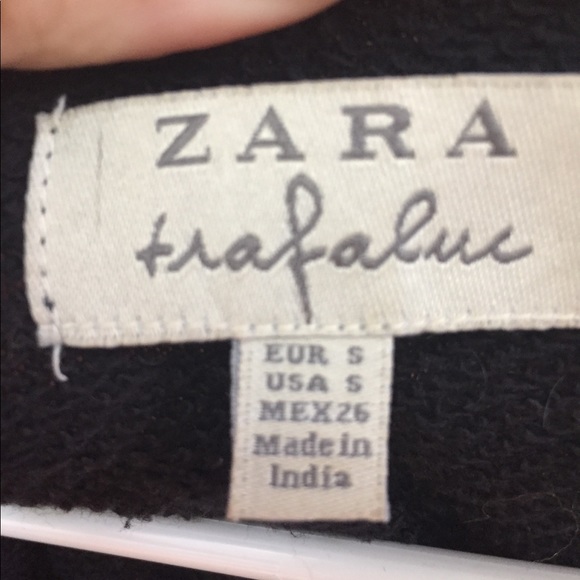 ZARA
trafaluc
EUR S
USA S
MEX26
Made in
India